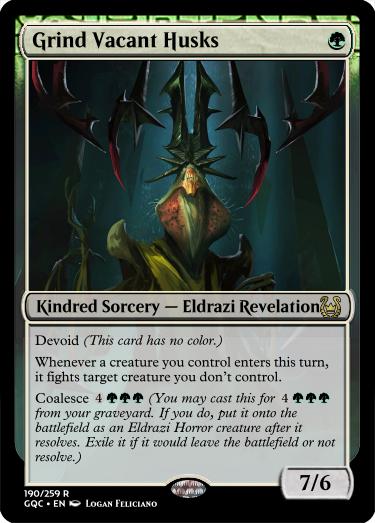 Grind Vacant Husks
Kindred Sorcery — Eldrazi Revelation
Devoid (This card has no color.)
Whenever a creature you control enters this turn,
it fights target creature you don't control.
Coalesce 4 (You may cast this for 4
from your graveyard. If you do, put it onto the
battlefield as an Eldrazi Horror creature after it
resolves. Exile it if it would leave the battlefield or not
resolve.)
7/6
190/259 R
GQC • EN Logan Feliciano